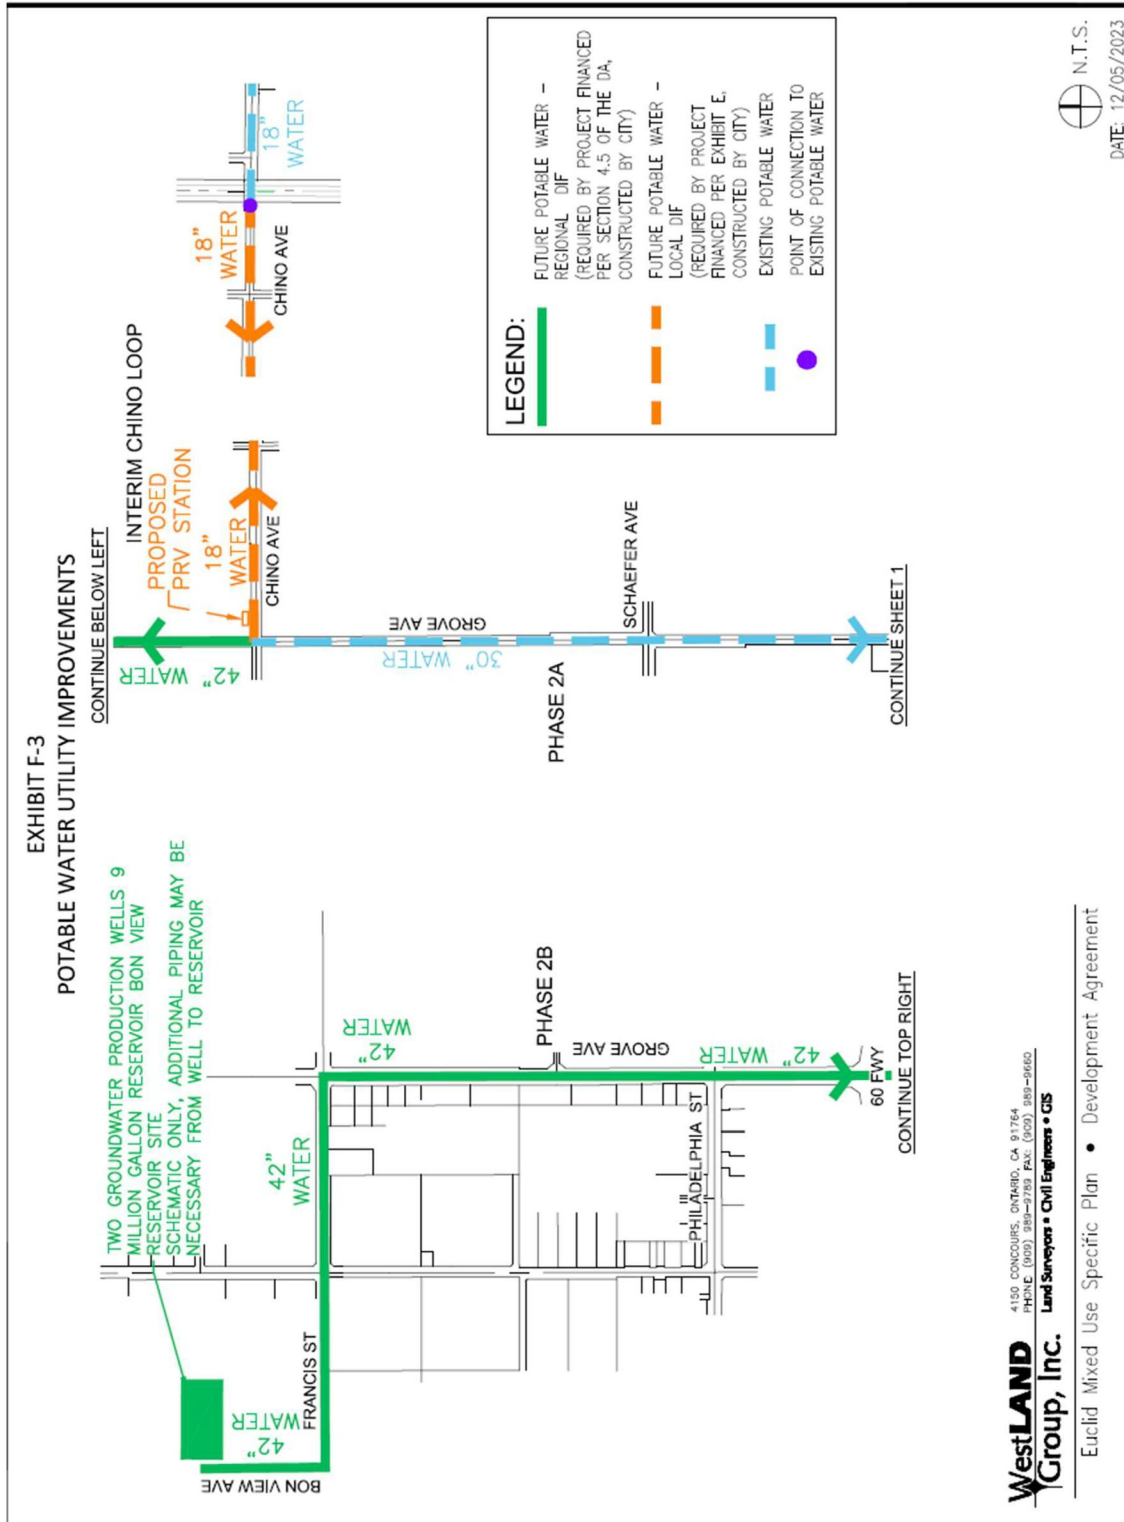 EXHIBIT F-3
POTABLE WATER UTILITY IMPROVEMENTS
TWO GROUNDWATER PRODUCTION WELLS 9
MILLION GALLON RESERVOIR BON VIEW
RESERVOIR SITE
SCHEMATIC ONLY, ADDITIONAL PIPING MAY BE
NECESSARY FROM WELL TO RESERVOIR
BON VIEW AVE
42"
WATER
FRANCIS ST
42"
WATER
42"
WATER
PHASE 2B
GROVE AVE
PHILADELPHIA ST
42"
WATER
60 FWY
CONTINUE TOP RIGHT
CONTINUE BELOW LEFT
42" WATER
INTERIM CHINO LOOP
PROPOSED
PRV STATION
18"
WATER
CHINO AVE
18"
WATER
CHINO AVE
18"
WATER
GROVE AVE
30" WATER
PHASE 2A
SCHAEFER AVE
CONTINUE SHEET 1
LEGEND:
FUTURE POTABLE WATER –
REGIONAL DIF
(REQUIRED BY PROJECT FINANCED
PER SECTION 4.5 OF THE DA,
CONSTRUCTED BY CITY)
FUTURE POTABLE WATER –
LOCAL DIF
(REQUIRED BY PROJECT
FINANCED PER EXHIBIT E,
CONSTRUCTED BY CITY)
EXISTING POTABLE WATER
POINT OF CONNECTION TO
EXISTING POTABLE WATER
WestLAND
Group, Inc.
4150 CONCOURS, ONTARIO, CA 91764
PHONE (909) 989-9789 FAX: (909) 989-9660
Land Surveyors • Civil Engineers • GIS
Euclid Mixed Use Specific Plan • Development Agreement
N.T.S.
DATE: 12/05/2023